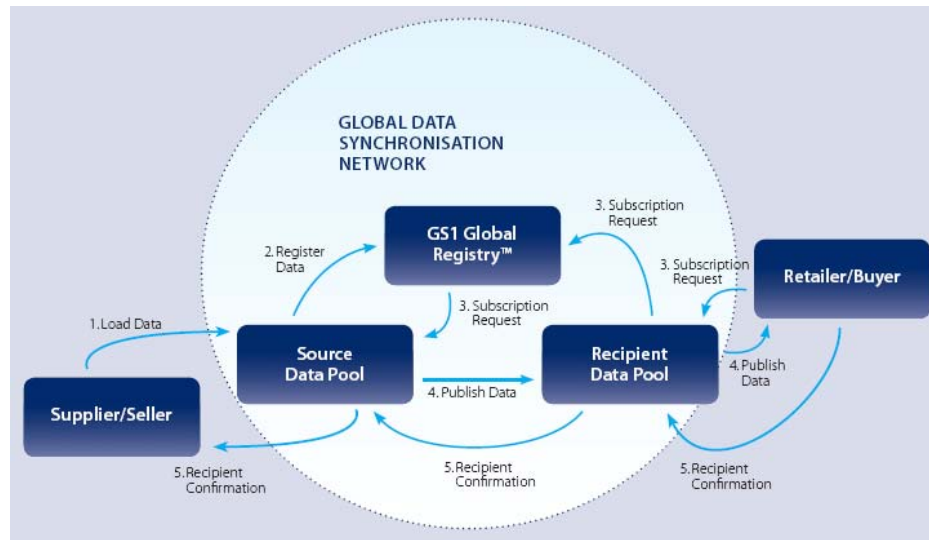 GLOBAL DATA
SYNCHRONISATION
NETWORK
3. Subscription
Request
GS1 Global
Registry™
2. Register
Data
3. Subscription
Request
Retailer/Buyer
3. Subscription
Request
1. Load Data
Source
Data Pool
Recipient
Data Pool
4. Publish Data
4. Publish
Data
Supplier/Seller
5. Recipient
Confirmation
5. Recipient
Confirmation
5. Recipient
Confirmation